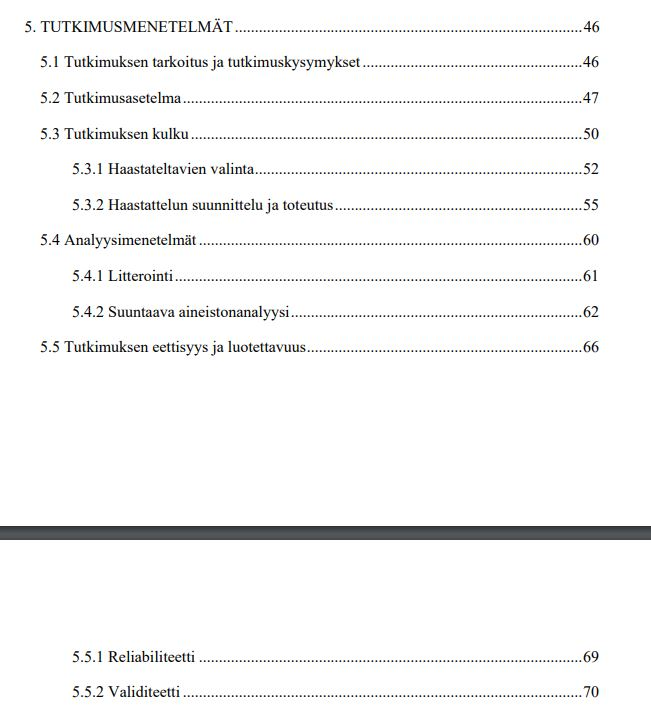 5. TUTKIMUSMENETELMÄT ........ 46
5.1 Tutkimuksen tarkoitus ja tutkimuskysymykset ........ 46
5.2 Tutkimusasetelma ........ 47
5.3 Tutkimuksen kulku ........ 50
5.3.1 Haastateltavien valinta ........ 52
5.3.2 Haastattelun suunnittelu ja toteutus ........ 55
5.4 Analyysimenetelmät ........ 60
5.4.1 Litterointi ........ 61
5.4.2 Suuntaava aineistonanalyysi ........ 62
5.5 Tutkimuksen eettisyys ja luotettavuus ........ 66
5.5.1 Reliabiliteetti ........ 69
5.5.2 Validiteetti ........ 70